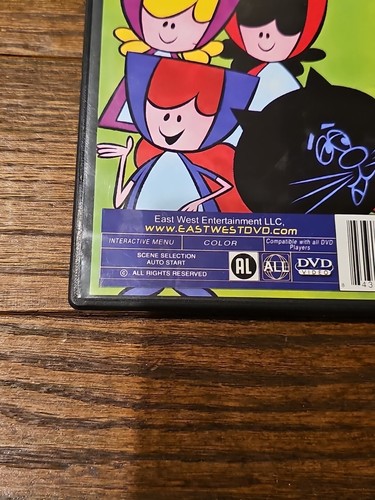 East West Entertainment LLC.
www.EASTWESTDVD.com
INTERACTIVE MENU
COLOR
Compatible with all DVD
Players
SCENE SELECTION
AUTO START
© ALL RIGHTS RESERVED
AL
ALL
DVD
VIDEO
43